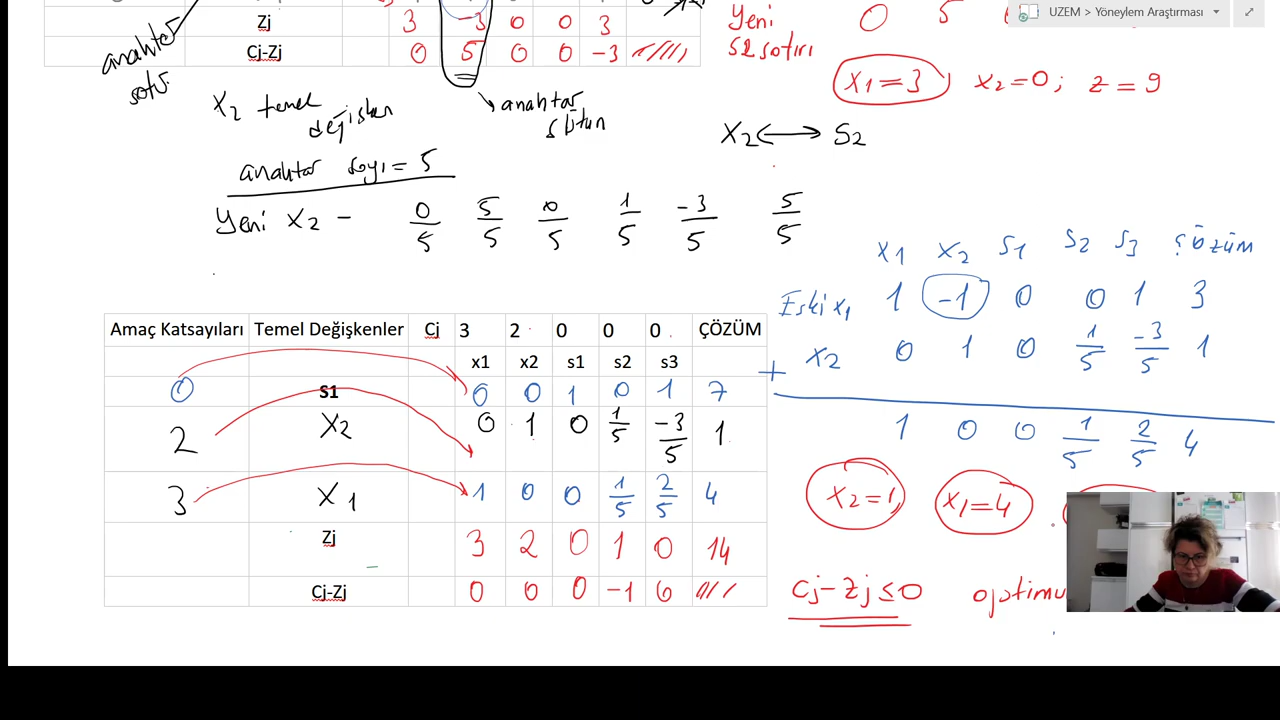 UZEM > Yöneylem Araştırması
Zj 3 -3 0 0 3
Cj-Zj 0 5 0 0 -3
Yeni 0 5
S2 satırı
anahtar
satır
x2 temel
değişken
anahtar
sütun
x1=3 x2=0; z=9
x2 ⟷ S2
anahtar sayı = 5
Yeni x2 - 0/5 5/5 0/5 1/5 -3/5 5/5
x1 x2 S1 S2 S3 Çözüm
Eski x1 1 -1 0 0 1 3
+ x2 0 1 0 1/5 -3/5 1
1 0 0 1/5 2/5 4
x2=1 x1=4
Cj-Zj≤0
Amaç Katsayıları Temel Değişkenler Cj 3 2 0 0 0 ÇÖZÜM
x1 x2 s1 s2 s3
0 S1 0 0 1 0 1 7
2 x2 0 1 0 1/5 -3/5 1
3 x1 1 0 0 1/5 2/5 4
Zj 3 2 0 1 0 14
Cj-Zj 0 0 0 -1 0